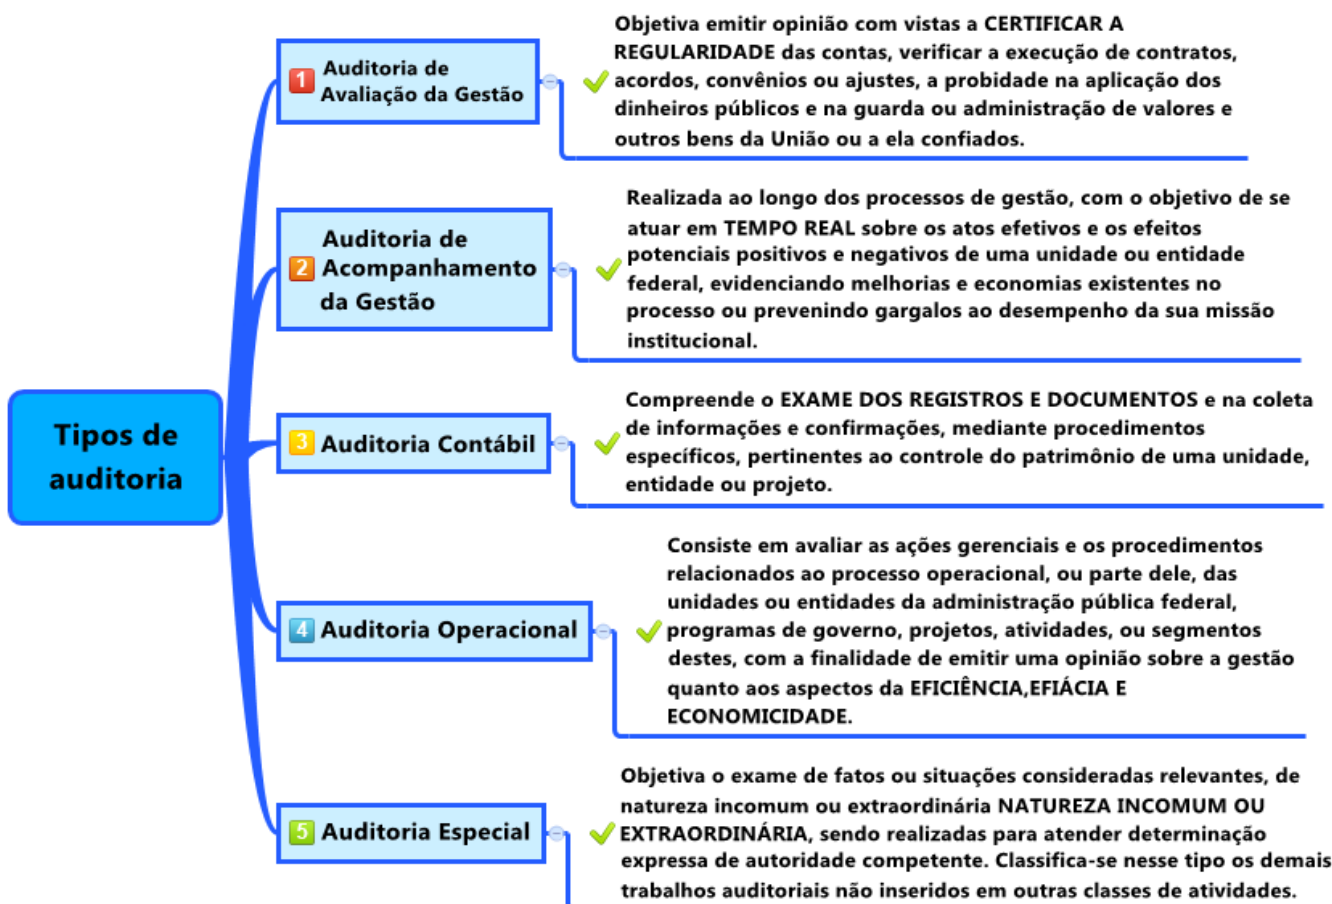 Tipos de
auditoria
1 Auditoria de
Avaliação da Gestão
Objetiva emitir opinião com vistas a CERTIFICAR A
REGULARIDADE das contas, verificar a execução de contratos,
acordos, convênios ou ajustes, a probidade na aplicação dos
dinheiros públicos e na guarda ou administração de valores e
outros bens da União ou a ela confiados.
2 Auditoria de
Acompanhamento
da Gestão
Realizada ao longo dos processos de gestão, com o objetivo de se
atuar em TEMPO REAL sobre os atos efetivos e os efeitos
potenciais positivos e negativos de uma unidade ou entidade
federal, evidenciando melhorias e economias existentes no
processo ou prevenindo gargalos ao desempenho da sua missão
institucional.
3 Auditoria Contábil
Compreende o EXAME DOS REGISTROS E DOCUMENTOS e na coleta
de informações e confirmações, mediante procedimentos
específicos, pertinentes ao controle do patrimônio de uma unidade,
entidade ou projeto.
4 Auditoria Operacional
Consiste em avaliar as ações gerenciais e os procedimentos
relacionados ao processo operacional, ou parte dele, das
unidades ou entidades da administração pública federal,
programas de governo, projetos, atividades, ou segmentos
destes, com a finalidade de emitir uma opinião sobre a gestão
quanto aos aspectos da EFICIÊNCIA,EFIÁCIA E
ECONOMICIDADE.
5 Auditoria Especial
Objetiva o exame de fatos ou situações consideradas relevantes, de
natureza incomum ou extraordinária NATUREZA INCOMUM OU
EXTRAORDINÁRIA, sendo realizadas para atender determinação
expressa de autoridade competente. Classifica-se nesse tipo os demais
trabalhos auditoriais não inseridos em outras classes de atividades.